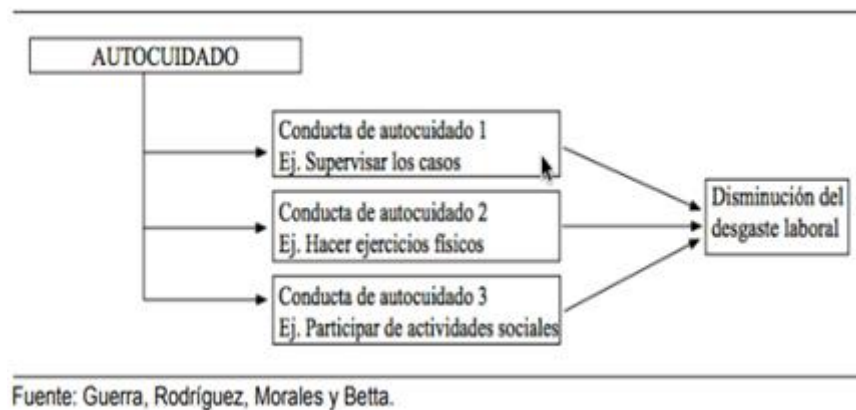 AUTOCUIDADO
Conducta de autocuidado 1
Ej. Supervisar los casos
Conducta de autocuidado 2
Ej. Hacer ejercicios físicos
Conducta de autocuidado 3
Ej. Participar de actividades sociales
Disminución del
desgaste laboral
Fuente: Guerra, Rodríguez, Morales y Betta.